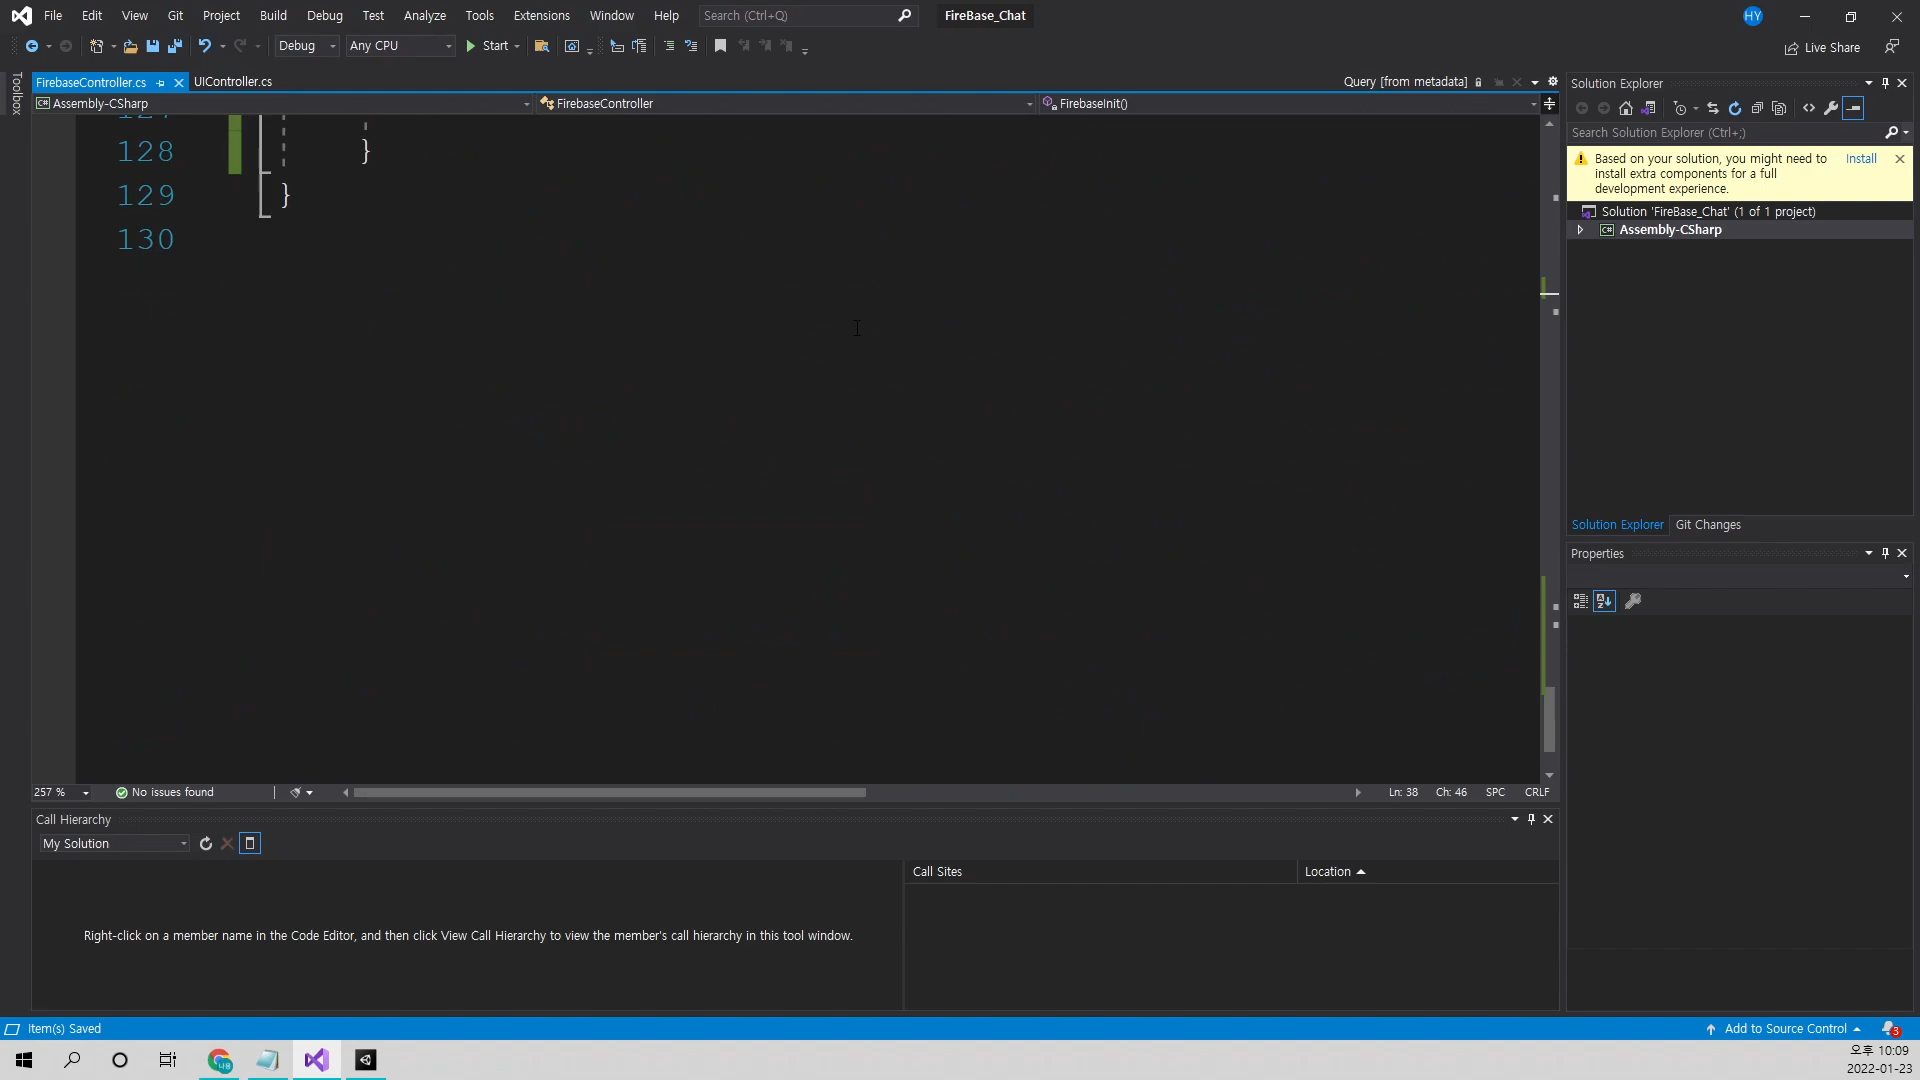 File Edit View Git Project Build Debug Test Analyze Tools Extensions Window Help Search (Ctrl+Q) FireBase_Chat HY
Debug Any CPU Start Live Share
Toolbox
FirebaseController.cs UIController.cs Query [from metadata]
C# Assembly-CSharp FirebaseController FirebaseInit()
127
128 }
129 }
130
257 % No issues found Ln: 38 Ch: 46 SPC CRLF
Call Hierarchy
My Solution
Call Sites Location
Right-click on a member name in the Code Editor, and then click View Call Hierarchy to view the member's call hierarchy in this tool window.
Solution Explorer
Search Solution Explorer (Ctrl+;)
Based on your solution, you might need to Install
install extra components for a full
development experience.
Solution 'FireBase_Chat' (1 of 1 project)
C# Assembly-CSharp
Solution Explorer Git Changes
Properties
Item(s) Saved Add to Source Control 3
나용
오후 10:09
2022-01-23